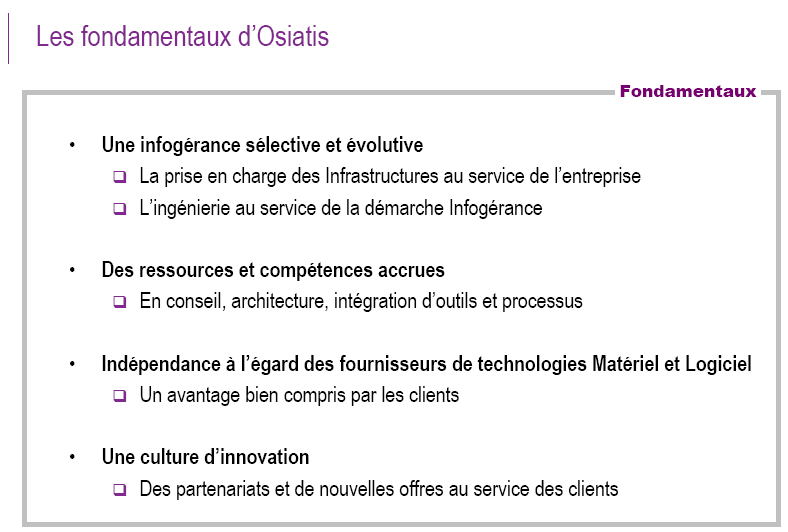 Les fondamentaux d’Osiatis
Fondamentaux
• Une infogérance sélective et évolutive
❑ La prise en charge des Infrastructures au service de l’entreprise
❑ L’ingénierie au service de la démarche Infogérance
• Des ressources et compétences accrues
❑ En conseil, architecture, intégration d’outils et processus
• Indépendance à l’égard des fournisseurs de technologies Matériel et Logiciel
❑ Un avantage bien compris par les clients
• Une culture d’innovation
❑ Des partenariats et de nouvelles offres au service des clients